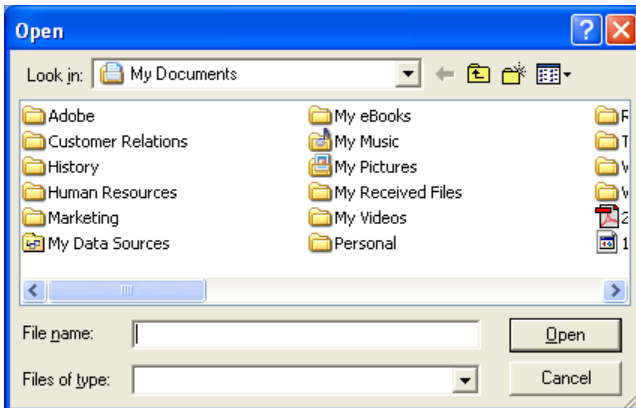 Open
Look in: My Documents
Adobe
Customer Relations
History
Human Resources
Marketing
My Data Sources
My eBooks
My Music
My Pictures
My Received Files
My Videos
Personal
File name:
Open
Files of type:
Cancel